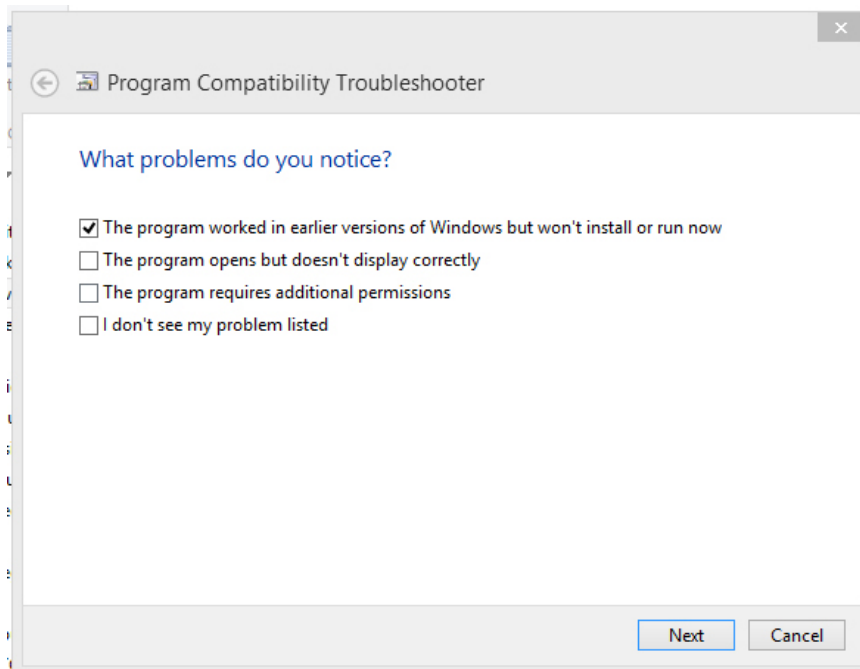 Program Compatibility Troubleshooter
What problems do you notice?
The program worked in earlier versions of Windows but won't install or run now
The program opens but doesn't display correctly
The program requires additional permissions
I don't see my problem listed
Next Cancel